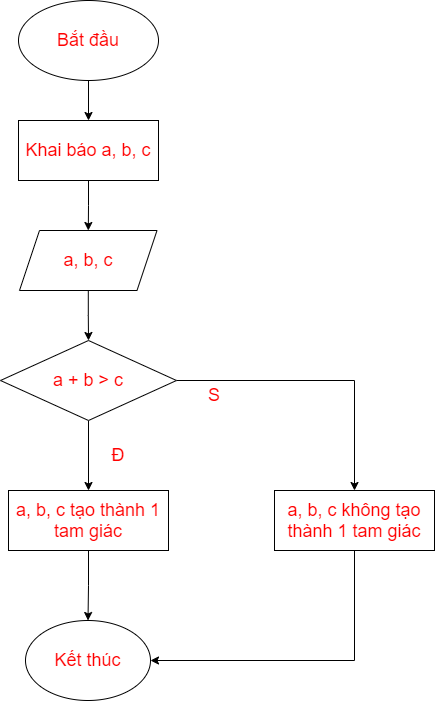 Bắt đầu
Khai báo a, b, c
a, b, c
a + b > c
S
Đ
a, b, c tạo thành 1
tam giác
a, b, c không tạo
thành 1 tam giác
Kết thúc